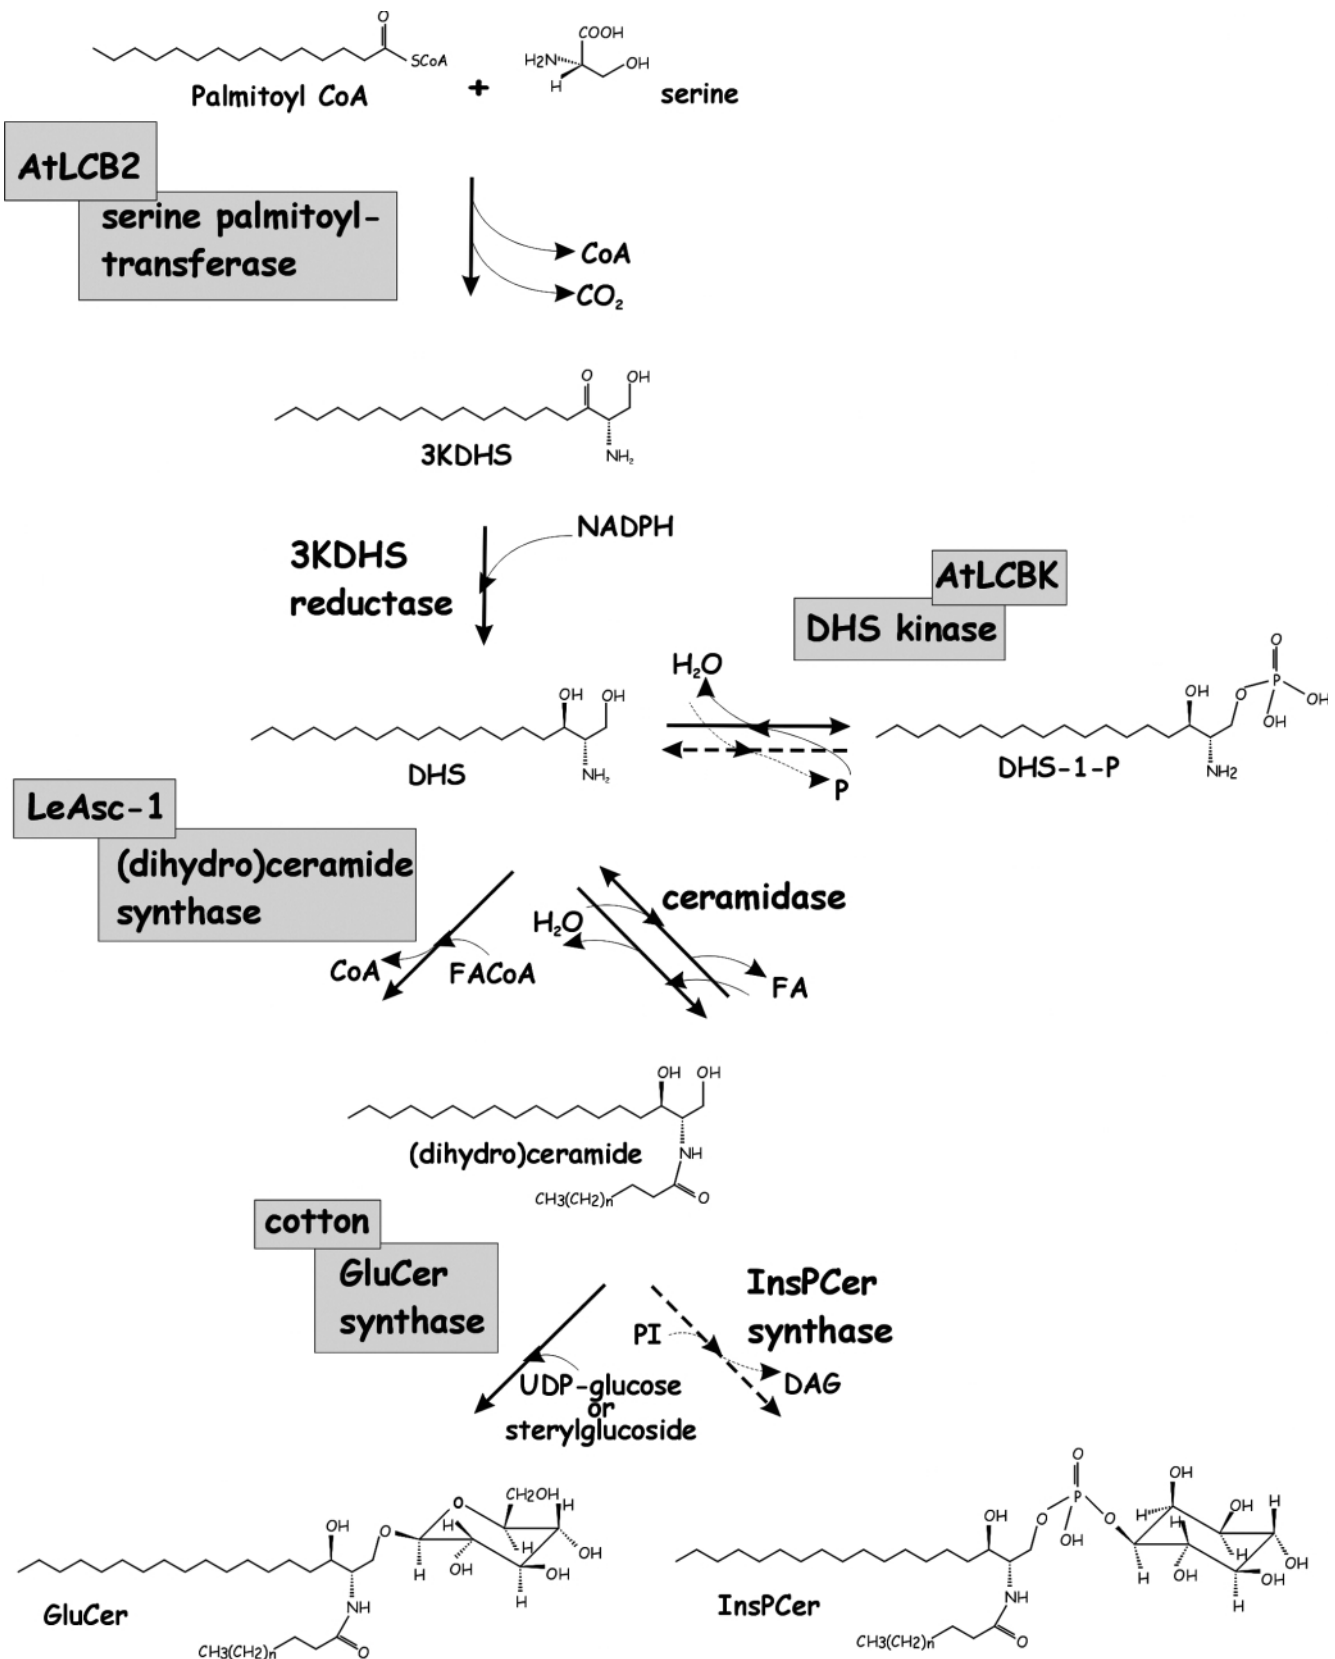 O
SCoA
Palmitoyl CoA
+
COOH
H2N
OH
H
serine
AtLCB2
serine palmitoyl-
transferase
CoA
CO₂
O
OH
3KDHS
NH₂
3KDHS
reductase
NADPH
AtLCBK
DHS kinase
H₂O
P
OH
OH
DHS
NH₂
OH
O
P
O
OH
OH
DHS-1-P
NH2
LeAsc-1
(dihydro)ceramide
synthase
CoA
FACoA
H₂O
ceramidase
FA
OH
OH
(dihydro)ceramide
NH
CH3(CH2)n
O
cotton
GluCer
synthase
InsPCer
synthase
PI
DAG
UDP-glucose
or
sterylglucoside
OH
O
O
CH2OH
H
H
H
OH
H
OH
OH
H
GluCer
NH
CH3(CH2)n
O
OH
O
O
P
OH
O
OH
H
H
OH
H
H
OH
H
OH
OH
H
InsPCer
NH
CH3(CH2)n
O